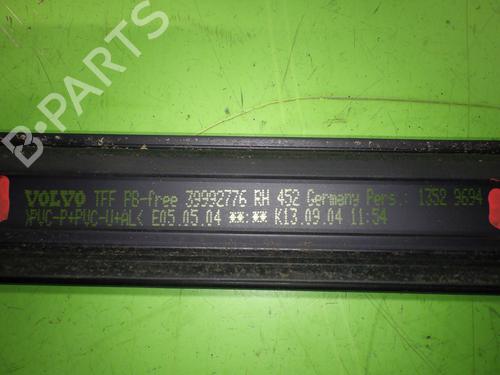 VOLVO TFF PB-free 39992776 RH 452 Germany Pers.: 1352 9694
>PVC-P+PVC-U+AL< E05.05.04 **:** K13.09.04 11:54